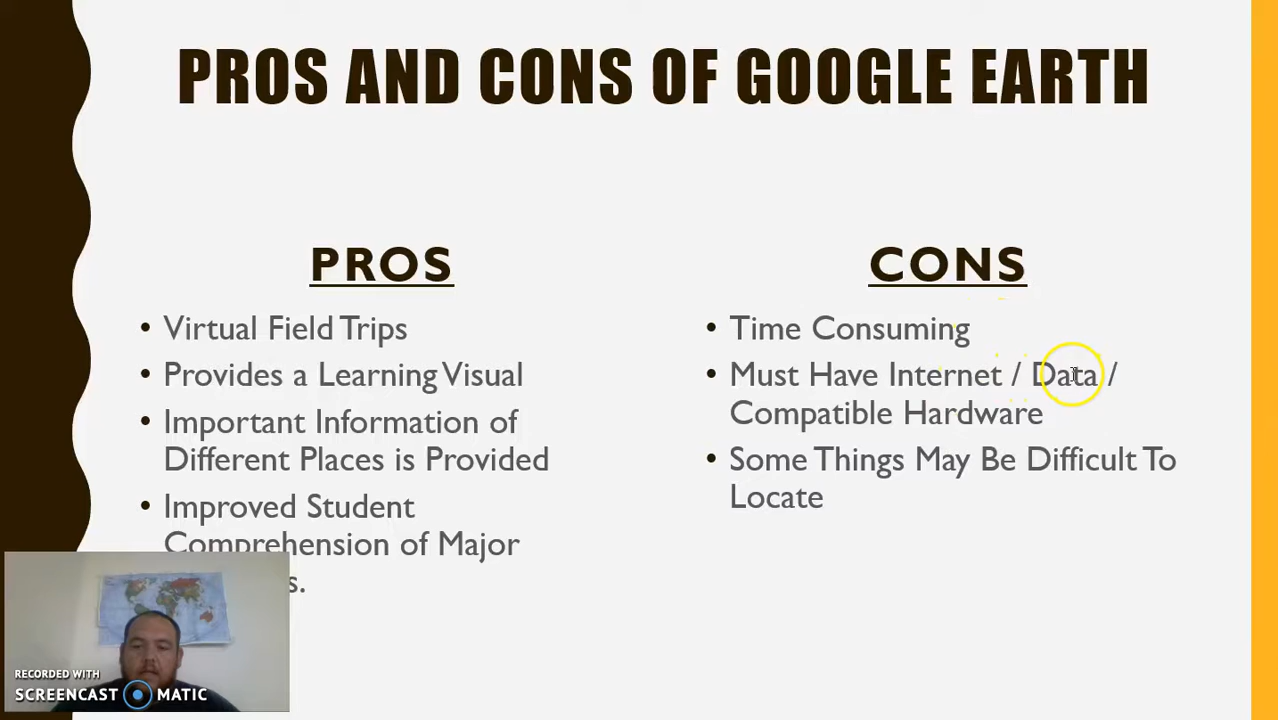 PROS AND CONS OF GOOGLE EARTH
PROS
• Virtual Field Trips
• Provides a Learning Visual
• Important Information of
Different Places is Provided
• Improved Student
Comprehension of Major
s.
CONS
• Time Consuming
• Must Have Internet / Data /
Compatible Hardware
• Some Things May Be Difficult To
Locate
RECORDED WITH
SCREENCAST MATIC